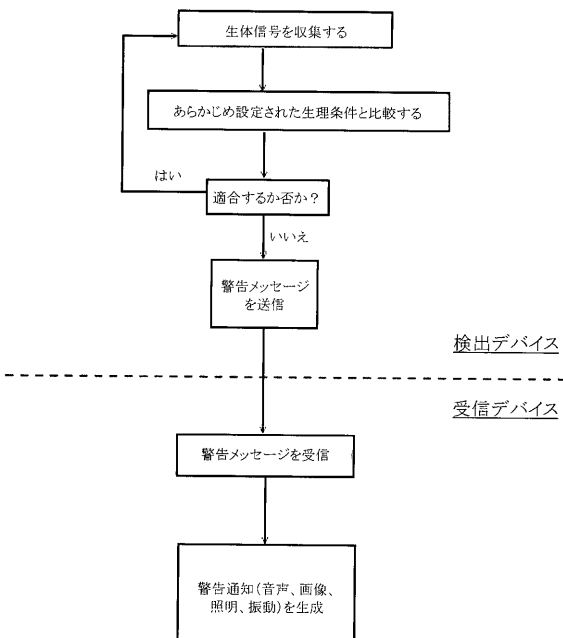 生体信号を収集する
あらかじめ設定された生理条件と比較する
はい
適合するか否か？
いいえ
警告メッセージ
を送信
検出デバイス
受信デバイス
警告メッセージを受信
警告通知(音声、画像、
照明、振動)を生成